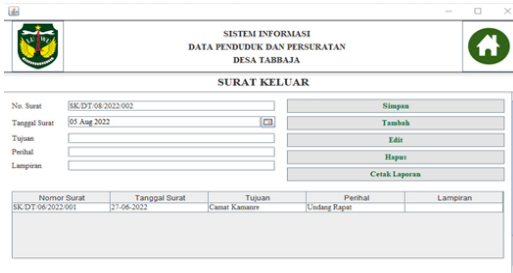 SISTEM INFORMASI
DATA PENDUDUK DAN PERSURATAN
DESA TABBAJA
SURAT KELUAR
No. Surat SK/DT/08/2022/002
Tanggal Surat 05 Aug 2022
Tujuan
Perihal
Lampiran
Simpan
Tambah
Edit
Hapus
Cetak Laporan
Nomor Surat Tanggal Surat Tujuan Perihal Lampiran
SK/DT/06/2022/001 27-06-2022 Camat Kamanre Undang Rapat